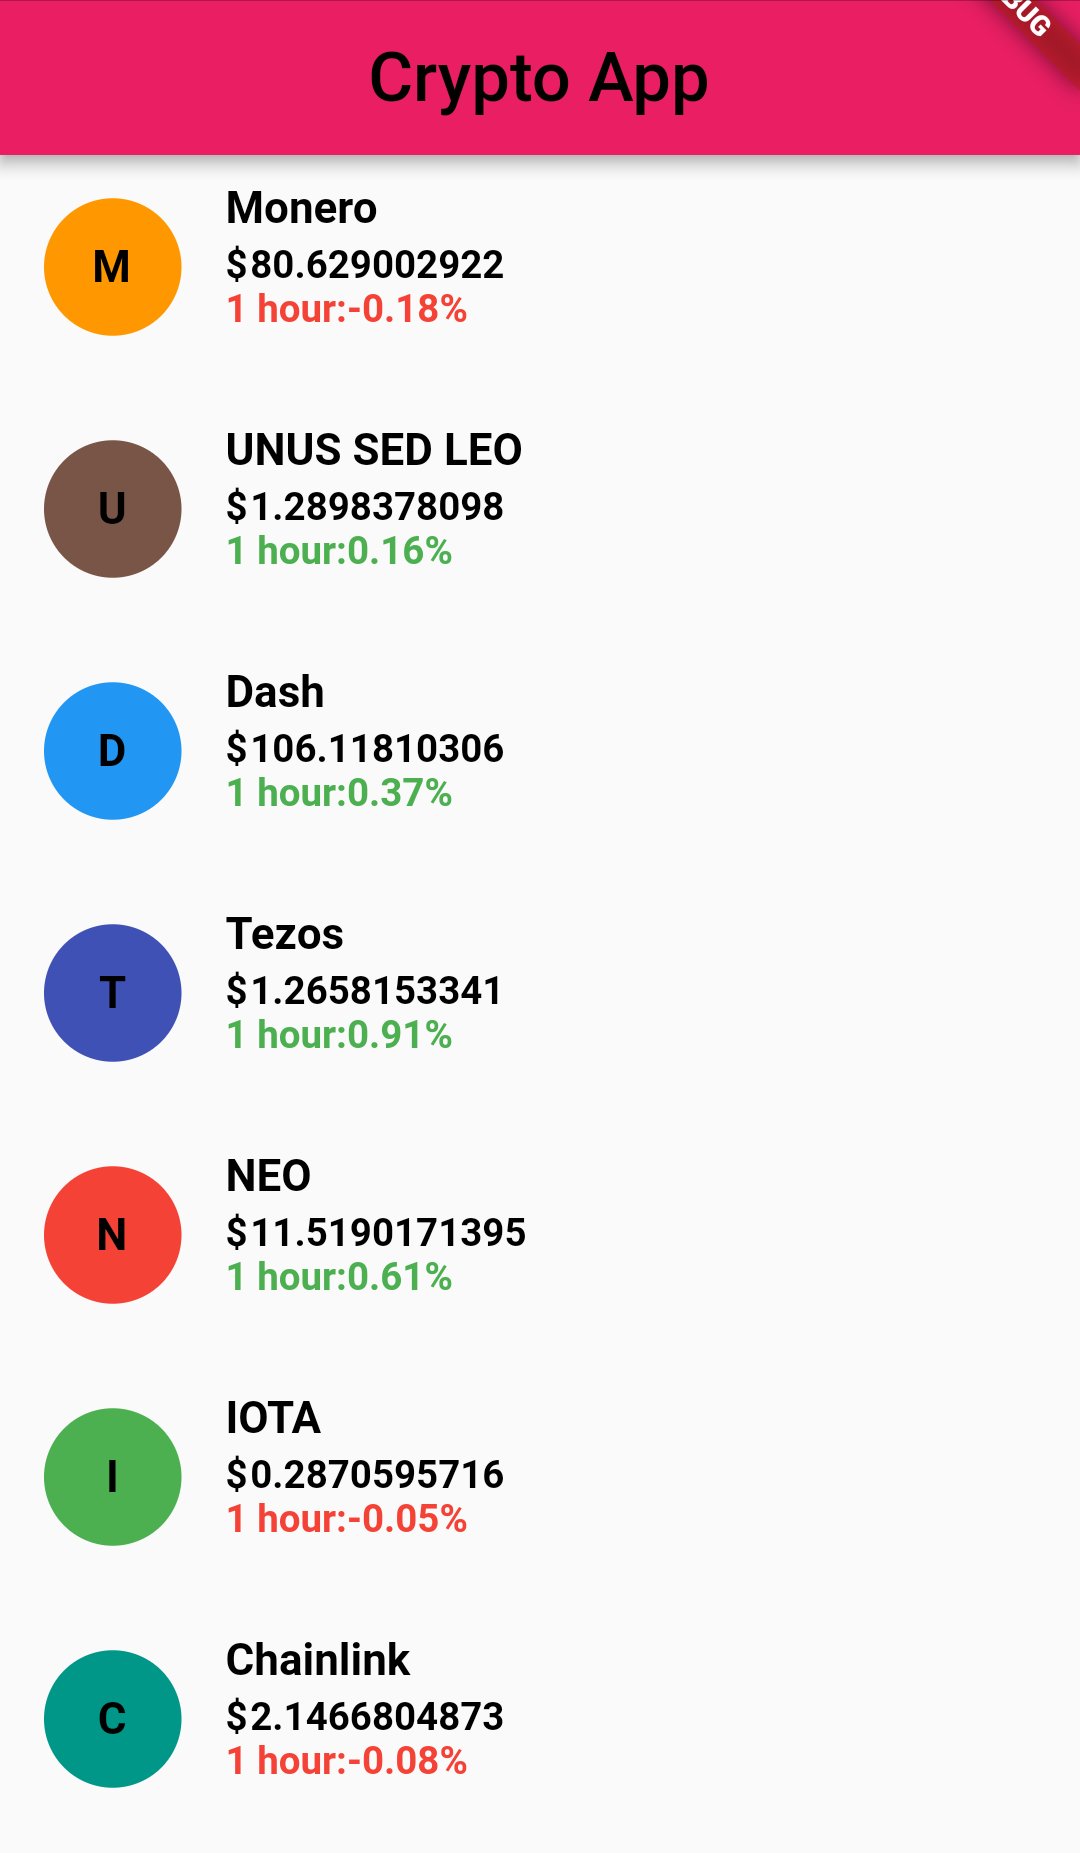 Crypto App
M
Monero
$80.629002922
1 hour:-0.18%
U
UNUS SED LEO
$1.2898378098
1 hour:0.16%
D
Dash
$106.11810306
1 hour:0.37%
T
Tezos
$1.2658153341
1 hour:0.91%
N
NEO
$11.5190171395
1 hour:0.61%
I
IOTA
$0.2870595716
1 hour:-0.05%
C
Chainlink
$2.1466804873
1 hour:-0.08%